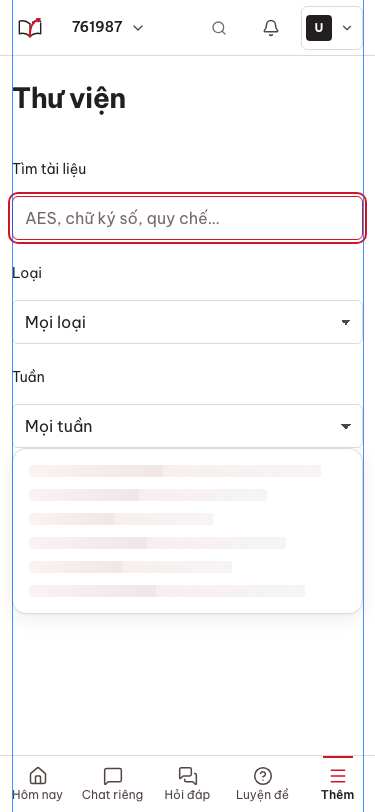 761987
U
Thư viện
Tìm tài liệu
AES, chữ ký số, quy chế...
Loại
Mọi loại
Tuần
Mọi tuần
Hôm nay
Chat riêng
Hỏi đáp
Luyện đề
Thêm